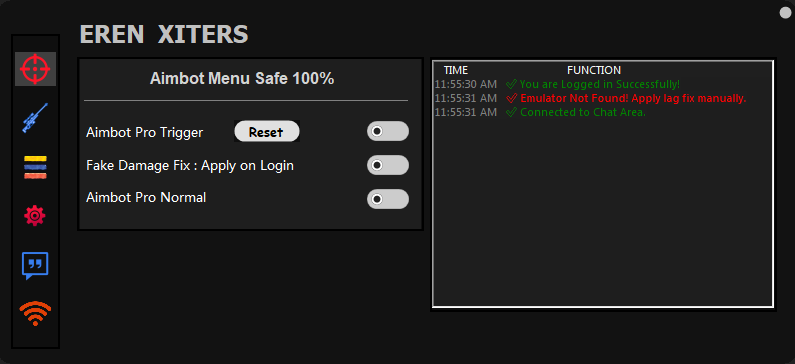 EREN XITERS
Aimbot Menu Safe 100%
Aimbot Pro Trigger Reset
Fake Damage Fix : Apply on Login
Aimbot Pro Normal
TIME FUNCTION
11:55:30 AM ✅ You are Logged in Successfully!
11:55:31 AM ✅ Emulator Not Found! Apply lag fix manually.
11:55:31 AM ✅ Connected to Chat Area.